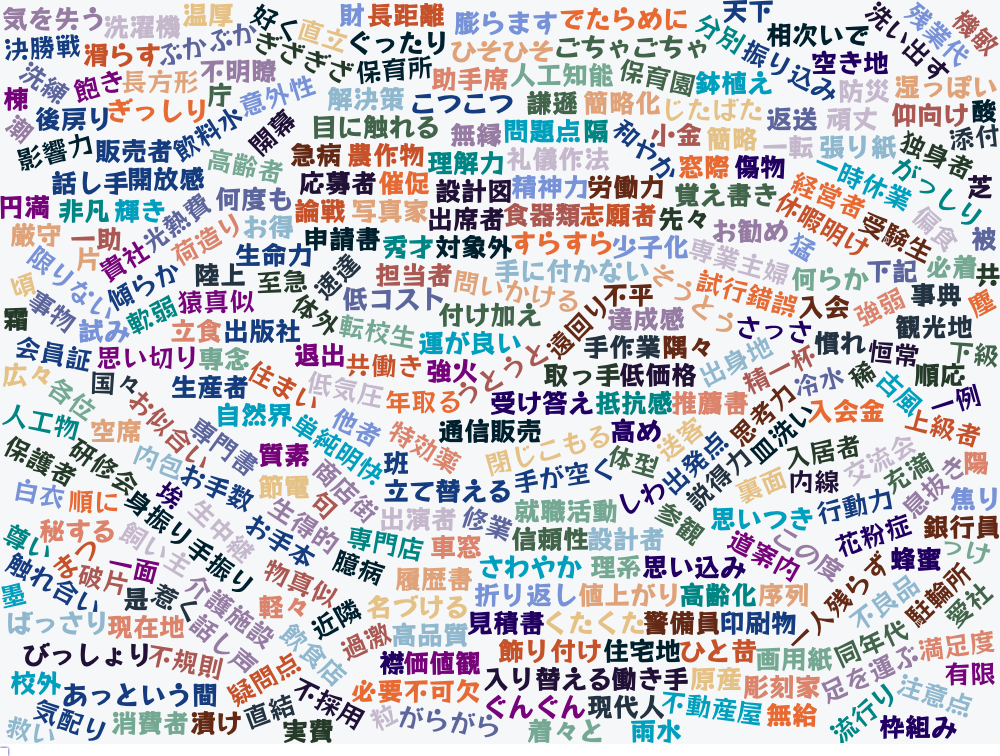 気を失う
洗濯機
温厚
好く
直立
財
長距離
膨らます
でたらめに
天下
分別
相次いで
洗い出す
残業代
機敏
決勝戦
滑らす
ぶかぶか
ぎざぎざ
ぐったり
ひそひそ
ごちゃごちゃ
振り込み
空き地
洗練
飽き
長方形
不明瞭
保育所
助手席
人工知能
保育園
鉢植え
防災
湿っぽい
棟
後戻り
ぎっしり
庁
意外性
解決策
こつこつ
謙遜
簡略化
じたばた
返送
頑丈
仰向け
酸
潮
影響力
販売者
飲料水
開幕
目に触れる
無縁
問題点
隔
和やか
小金
簡略
一転
張り紙
独身者
添付
高齢者
急病
農作物
理解力
礼儀作法
窓際
傷物
一時休業
がっしり
芝
話し手
開放感
応募者
催促
設計図
精神力
労働力
覚え書き
経営者
円満
非凡
輝き
光熱費
何度も
論戦
写真家
出席者
食器類
志願者
先々
休暇明け
受験生
偏食
被
厳守
一助
片
貴社
荷造り
お得
申請書
秀才
対象外
すらすら
少子化
お勧め
専業主婦
猛
限りない
頃
傾らか
生命力
陸上
至急
速達
担当者
問いかける
手に付かない
そうとう
試行錯誤
何らか
下記
必着
共
塵
事物
霜
試み
軟弱
猿真似
体外
低コスト
付け加え
遠回り
不平
達成感
入会
強弱
事典
さっさ
会員証
思い切り
立食
出版社
専念
転校生
退出
共働き
運が良い
強火
うとうと
手作業
隅々
慣れ
恒常
観光地
下級
広々
各位
国々
生産者
住まい
低気圧
年取る
取っ手
低価格
出身地
精一杯
冷水
稀
古風
順応
一例
人工物
空席
お似合い
自然界
単純明快
他者
特効薬
受け答え
抵抗感
推薦書
思考力
皿洗い
入会金
上級者
保護者
研修会
内包
専門書
質素
班
通信販売
閉じこもる
高め
送客
体型
出発点
説得力
入居者
交流会
充満
陽
白衣
順に
埃
お手数
節電
商店街
句
立て替える
手が空く
しわ
裏面
内線
行動力
息抜き
焦り
秘する
身振り手振り
生中継
生得的
出演者
修業
就職活動
参観
思いつき
花粉症
銀行員
尊い
まつ
飼い主
お手本
専門店
車窓
信頼性
設計者
道案内
この度
つけ
触れ合い
破片
一面
介護施設
物真似
臆病
履歴書
さわやか
理系
思い込み
一人残らず
蜂蜜
墨
是
惹く
軽々
近隣
名づける
折り返し
値上がり
高齢化
序列
不良品
駐輪所
愛社
ばっさり
現在地
話し声
飲食店
過激
高品質
見積書
くたくた
警備員
印刷物
びっしょり
不規則
疑問点
襟
価値観
飾り付け
住宅地
ひと昔
画用紙
同年代
満足度
校外
あっという間
不採用
必要不可欠
入り替える
働き手
原産
彫刻家
足を運ぶ
注意点
有限
救い
気配り
消費者
漬け
直結
実費
粒
がらがら
ぐんぐん
着々と
現代人
雨水
不動産屋
無給
流行り
枠組み